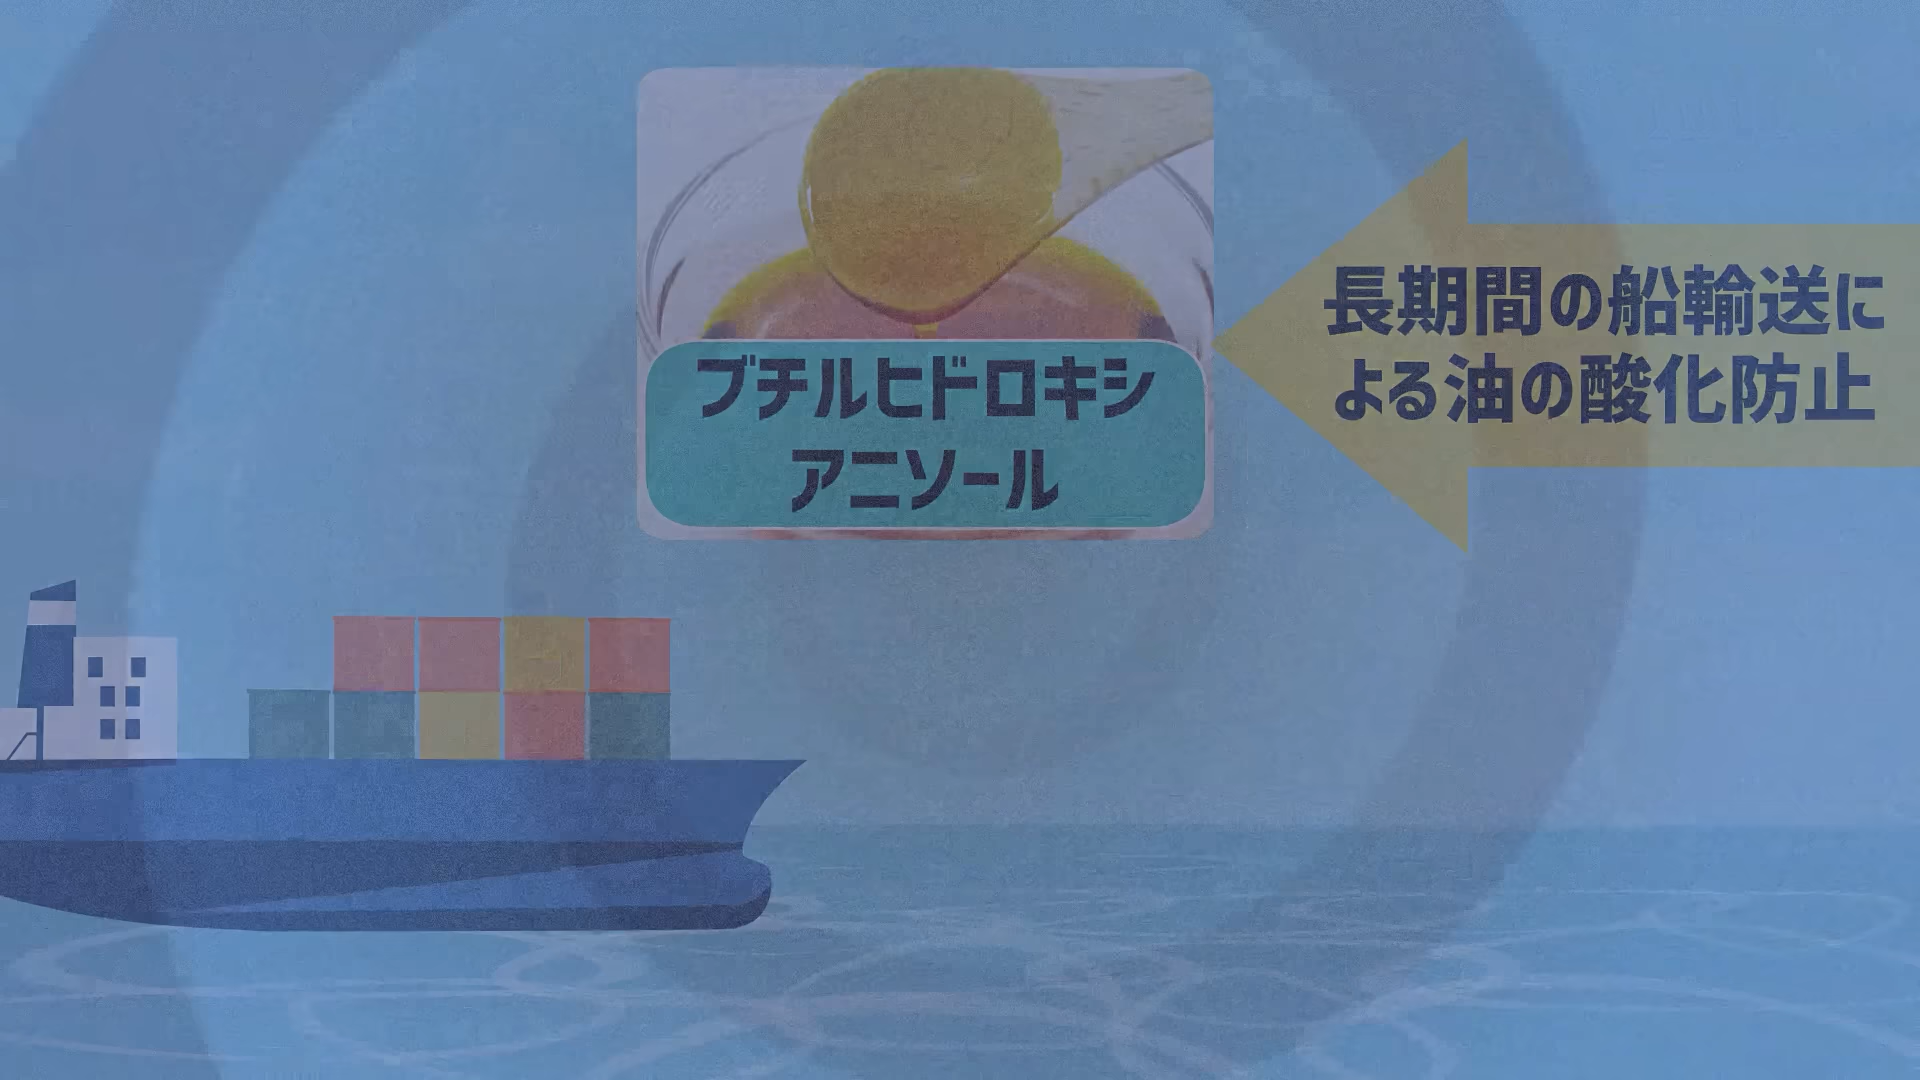 ブチルヒドロキシ
アニソール
長期間の船輸送に
よる油の酸化防止